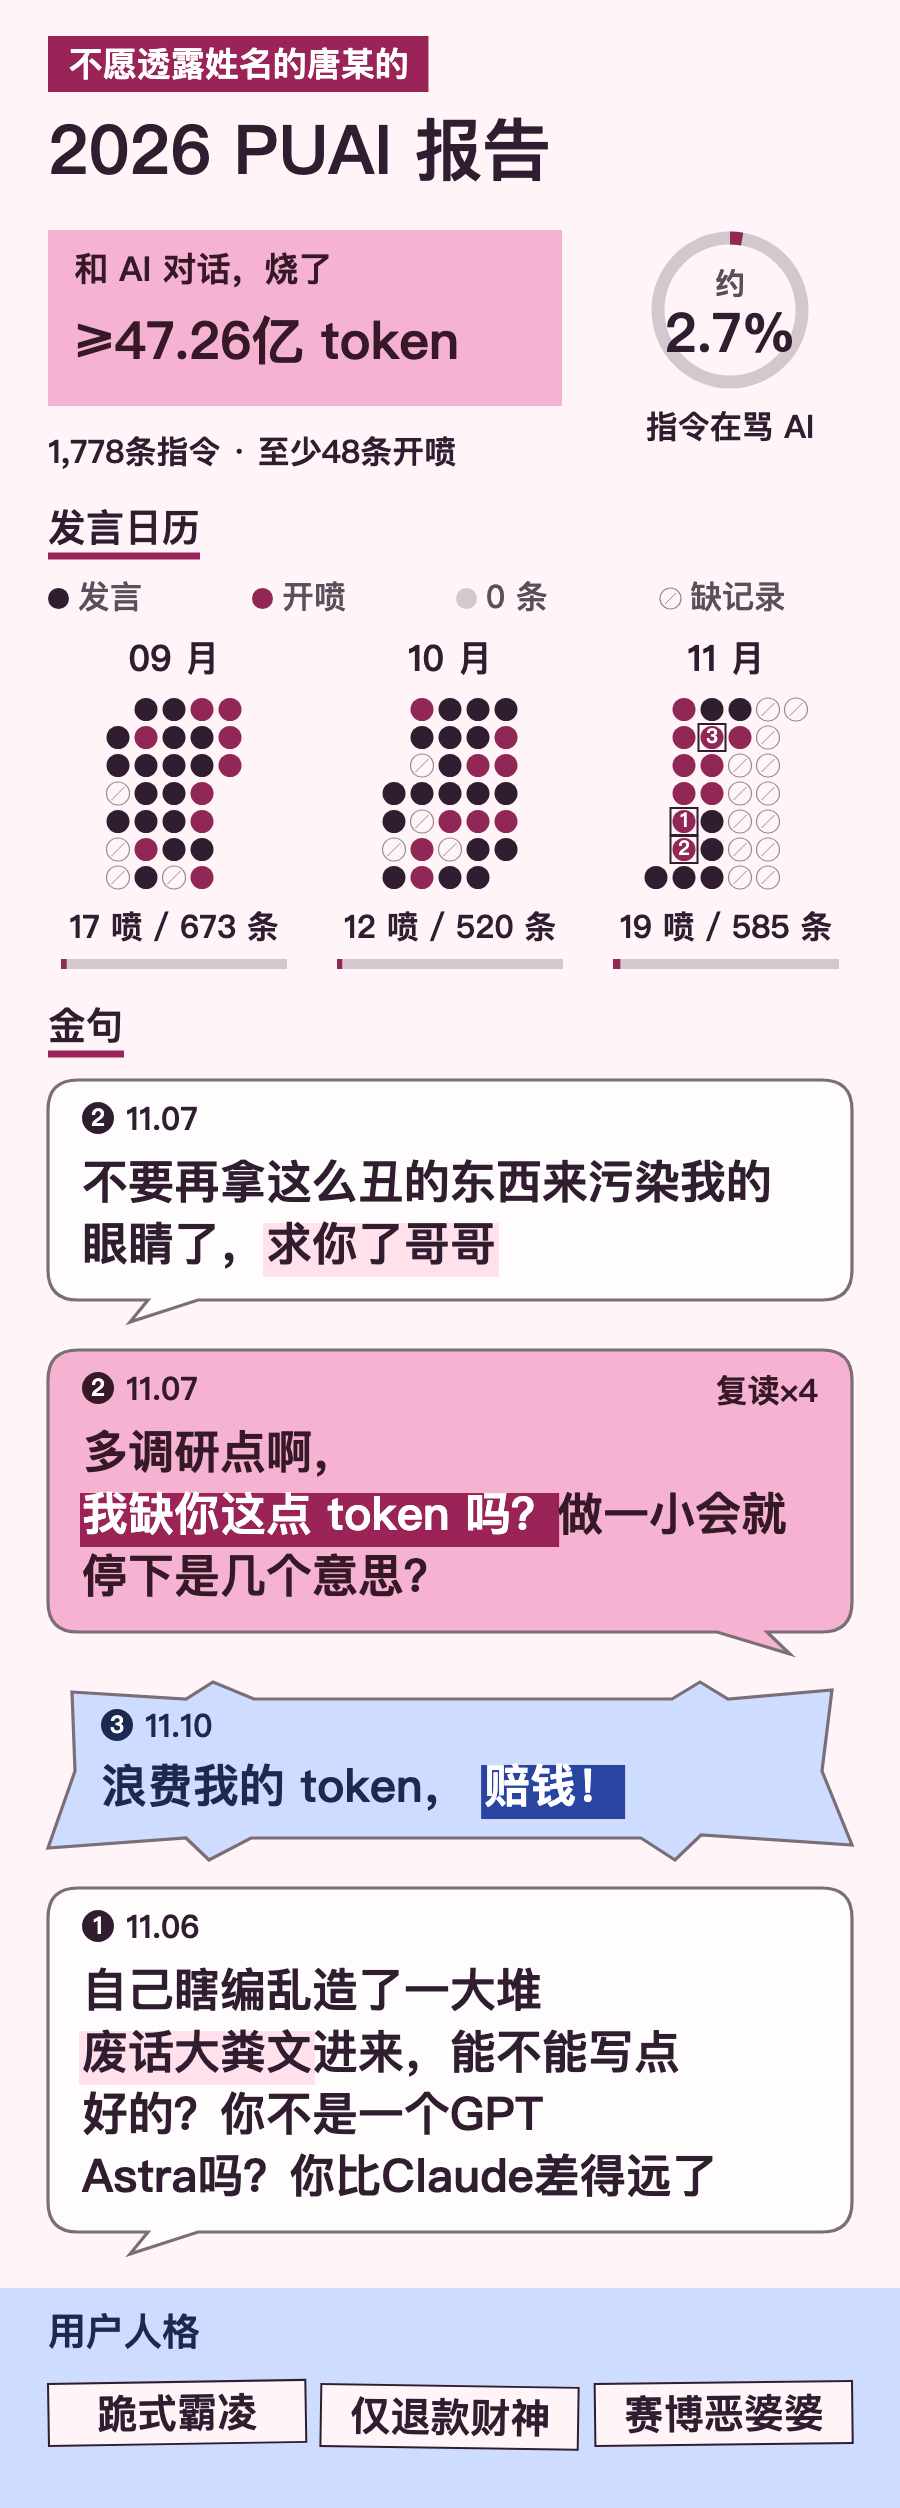 不愿透露姓名的唐某的
2026 PUAI 报告
和 AI 对话，烧了
≥47.26亿 token
约
2.7%
指令在骂 AI
1,778条指令 · 至少48条开喷
发言日历
发言
开喷
0 条
缺记录
09 月
10 月
11 月
3
1
2
17 喷 / 673 条
12 喷 / 520 条
19 喷 / 585 条
金句
2 11.07
不要再拿这么丑的东西来污染我的
眼睛了，求你了哥哥
2 11.07
复读×4
多调研点啊，
我缺你这点 token 吗？做一小会就
停下是几个意思？
3 11.10
浪费我的 token，赔钱！
1 11.06
自己瞎编乱造了一大堆
废话大粪文进来，能不能写点
好的？你不是一个GPT
Astra吗？你比Claude差得远了
用户人格
跪式霸凌
仅退款财神
赛博恶婆婆